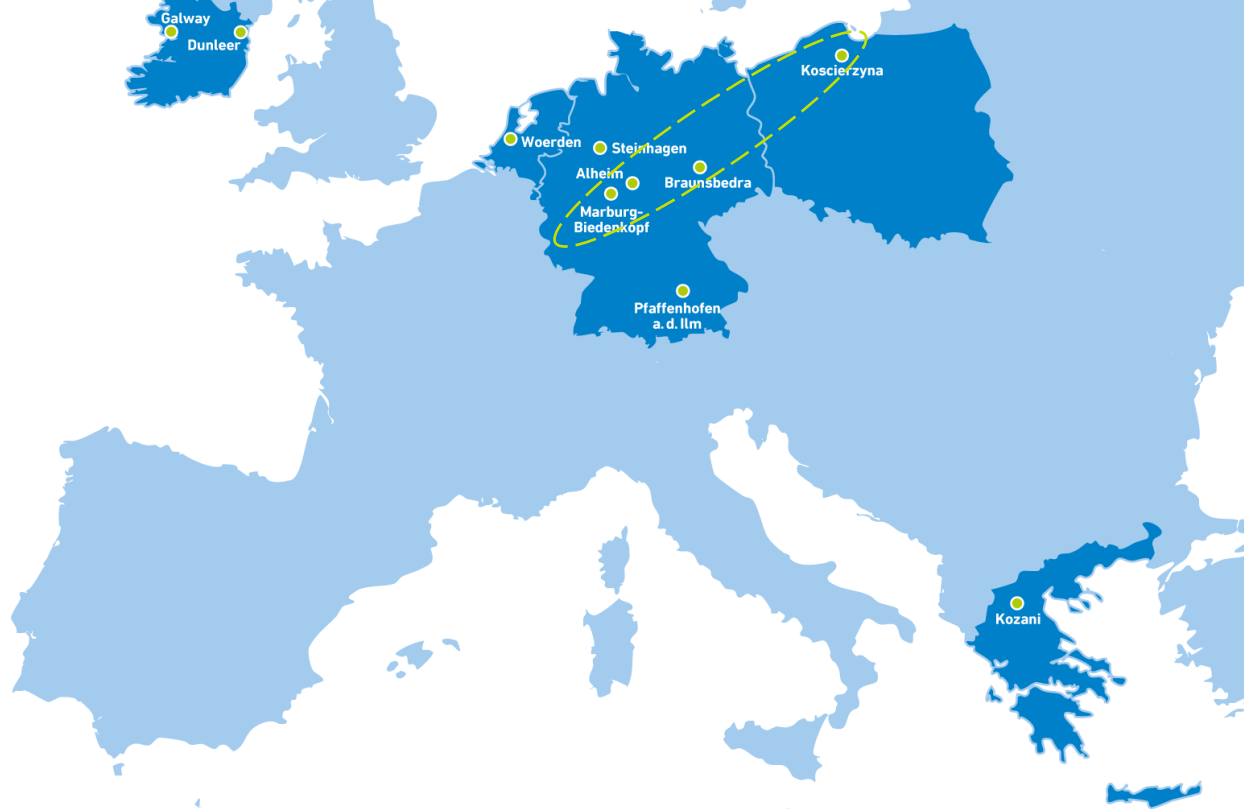 Galway
Dunleer
Koscierzyna
Woerden
Steinhagen
Alheim
Braunsbedra
Marburg-
Biedenkopf
Pfaffenhofen
a. d. Ilm
Kozani